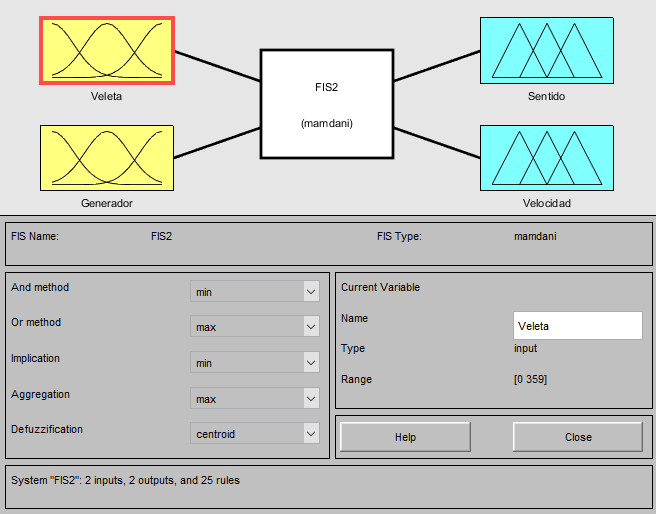 Veleta
Generador
FIS2
(mamdani)
Sentido
Velocidad
FIS Name: FIS2 FIS Type: mamdani
And method min
Or method max
Implication min
Aggregation max
Defuzzification centroid
Current Variable
Name Veleta
Type input
Range [0 359]
Help Close
System "FIS2": 2 inputs, 2 outputs, and 25 rules